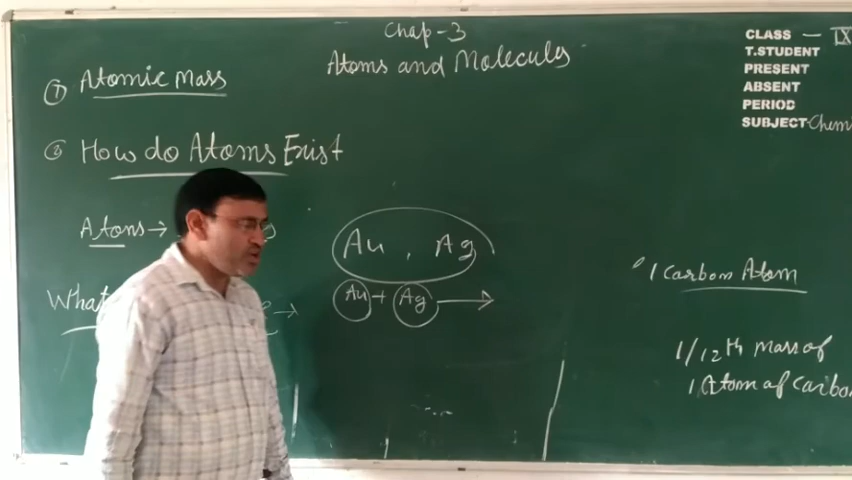 Chap-3
Atoms and Molecules
① Atomic Mass
② How do Atoms Exist
Atoms →
What →
Au , Ag
Au + Ag →
CLASS — IX
T.STUDENT
PRESENT
ABSENT
PERIOD
SUBJECT-Chemi
1 Carbon Atom
1/12th Mass of
1 Atom of Carbo